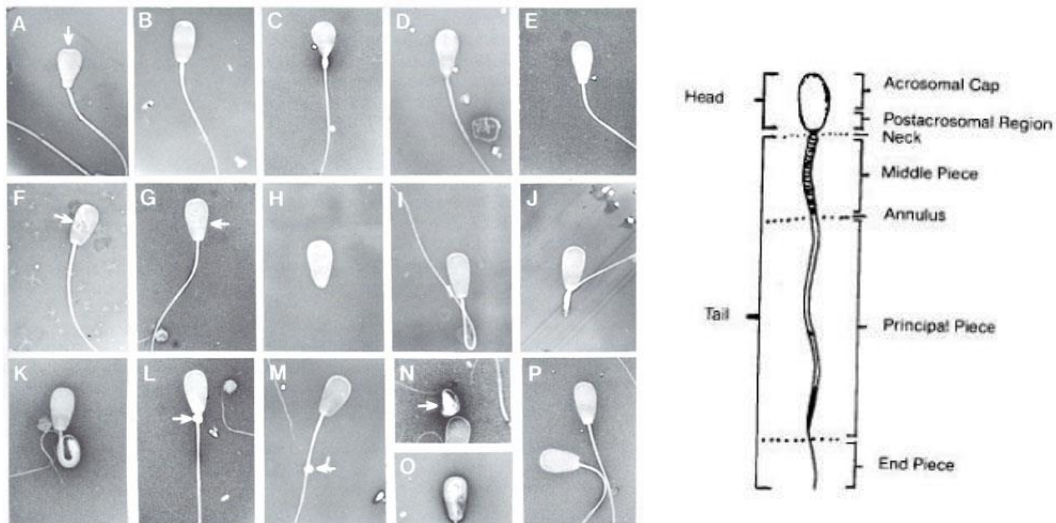 A
B
C
D
E
F
G
H
I
J
K
L
M
N
O
P
Head
Tail
Acrosomal Cap
Postacrosomal Region
Neck
Middle Piece
Annulus
Principal Piece
End Piece